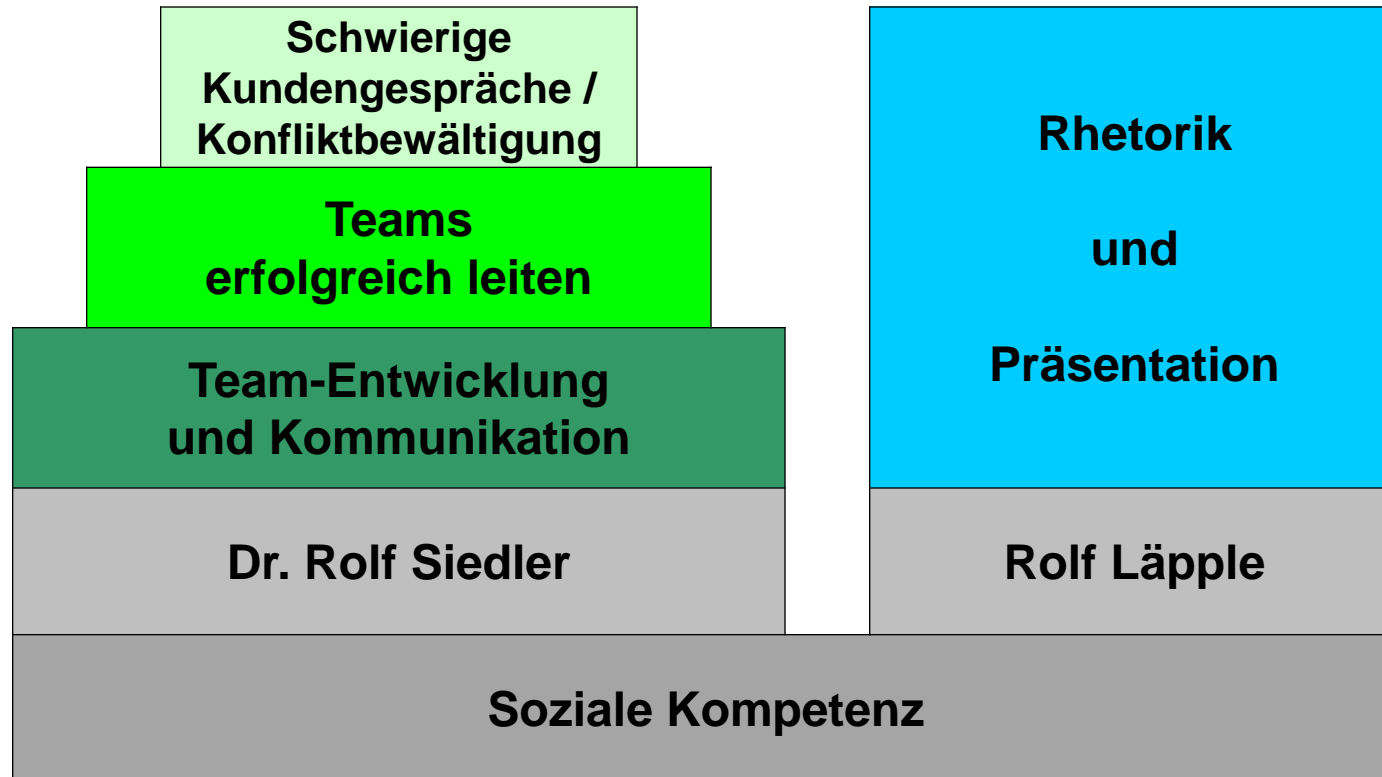 Schwierige
Kundengespräche /
Konfliktbewältigung
Teams
erfolgreich leiten
Team-Entwicklung
und Kommunikation
Dr. Rolf Siedler
Rhetorik
und
Präsentation
Rolf Läpple
Soziale Kompetenz